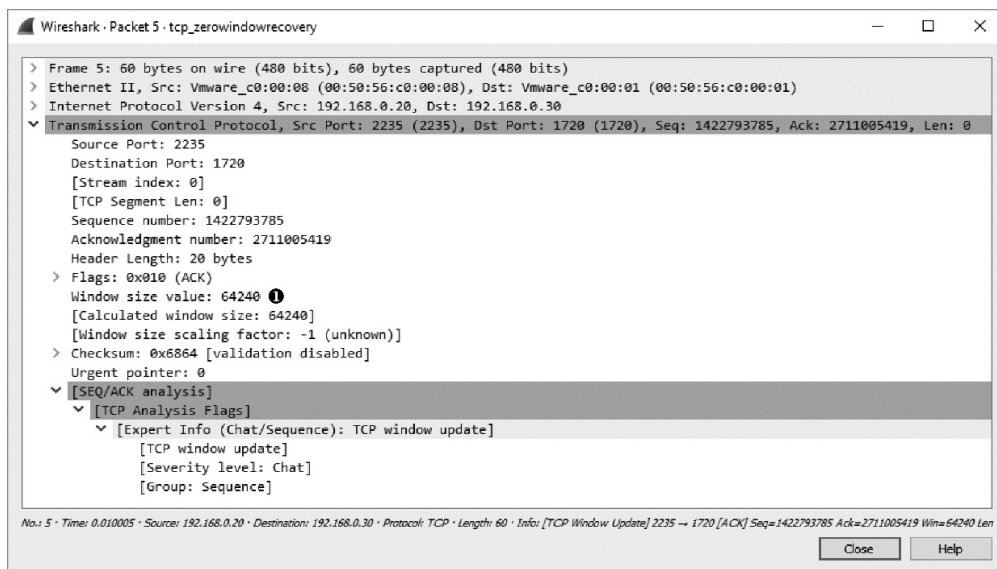 Wireshark · Packet 5 · tcp_zerowindowrecovery
> Frame 5: 60 bytes on wire (480 bits), 60 bytes captured (480 bits)
> Ethernet II, Src: Vmware_c0:00:08 (00:50:56:c0:00:08), Dst: Vmware_c0:00:01 (00:50:56:c0:00:01)
> Internet Protocol Version 4, Src: 192.168.0.20, Dst: 192.168.0.30
Transmission Control Protocol, Src Port: 2235 (2235), Dst Port: 1720 (1720), Seq: 1422793785, Ack: 2711005419, Len: 0
Source Port: 2235
Destination Port: 1720
[Stream index: 0]
[TCP Segment Len: 0]
Sequence number: 1422793785
Acknowledgment number: 2711005419
Header Length: 20 bytes
> Flags: 0x010 (ACK)
Window size value: 64240 ❶
[Calculated window size: 64240]
[Window size scaling factor: -1 (unknown)]
> Checksum: 0x6864 [validation disabled]
Urgent pointer: 0
[SEQ/ACK analysis]
[TCP Analysis Flags]
[Expert Info (Chat/Sequence): TCP window update]
[TCP window update]
[Severity level: Chat]
[Group: Sequence]
No.: 5 · Time: 0.010005 · Source: 192.168.0.20 · Destination: 192.168.0.30 · Protocol: TCP · Length: 60 · Info: [TCP Window Update] 2235 → 1720 [ACK] Seq=1422793785 Ack=2711005419 Win=64240 Len
Close Help